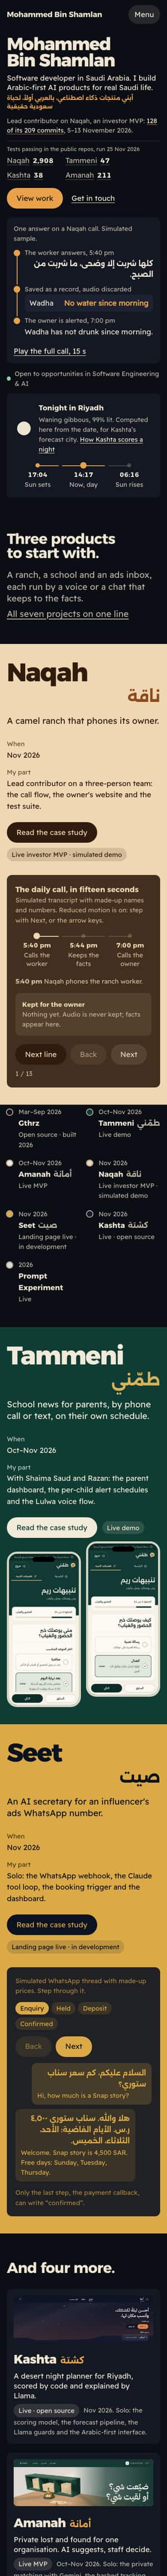 Mohammed Bin Shamlan
Menu
Mohammed
Bin Shamlan
Software developer in Saudi Arabia. I build
Arabic-first AI products for real Saudi life.
أبني منتجات ذكاء اصطناعي، بالعربي أولًا، لحياة
سعودية حقيقية
Lead contributor on Naqah, an investor MVP: 128
of its 209 commits, 5–13 November 2026.
Tests passing in the public repos, run 25 Nov 2026
Naqah 2,908 Tammeni 47
Kashta 38 Amanah 211
View work
Get in touch
One answer on a Naqah call. Simulated
sample.
The worker answers, 5:40 pm
كلها شربت إلا وضحى، ما شربت من
الصبح.
Saved as a record, audio discarded
Wadha No water since morning
The owner is alerted, 7:00 pm
Wadha has not drunk since morning.
Play the full call, 15 s
Open to opportunities in Software Engineering
& AI
Tonight in Riyadh
Waning gibbous, 99% lit. Computed
here from the date, for Kashta's
forecast city. How Kashta scores a
night
17:04 14:17 06:16
Sun sets Now, day Sun rises
Three products
to start with.
A ranch, a school and an ads inbox,
each run by a voice or a chat that
keeps to the facts.
All seven projects on one line
Naqah
ناقة
A camel ranch that phones its owner.
When
Nov 2026
My part
Lead contributor on a three-person team:
the call flow, the owner's website and the
test suite.
Read the case study
Live investor MVP · simulated demo
The daily call, in fifteen seconds
Simulated transcript with made-up names
and numbers. Reduced motion is on: step
with Next, or the arrow keys.
5:40 pm 5:44 pm 7:00 pm
Calls the Keeps the Calls the
worker facts owner
5:40 pm Naqah phones the ranch worker.
Kept for the owner
Nothing yet. Audio is never kept; facts
appear here.
Next line
Back
Next
1 / 13
Mar–Sep 2026
Gthrz
Open source · built
2026
Oct–Nov 2026
Tammeni طمّني
Live demo
Oct–Nov 2026
Amanah أمانة
Live MVP
Nov 2026
Naqah ناقة
Live investor MVP ·
simulated demo
Nov 2026
Seet صيت
Landing page live ·
in development
Nov 2026
Kashta كشتة
Live · open source
2026
Prompt
Experiment
Live
Tammeni
طمّني
School news for parents, by phone
call or text, on their own schedule.
When
Oct–Nov 2026
My part
With Shaima Saud and Razan: the parent
dashboard, the per-child alert schedules
and the Lulwa voice flow.
Read the case study
Live demo
تنبيهات ريم
تنبيهات ريم
Seet
صيت
An AI secretary for an influencer's
ads WhatsApp number.
When
Nov 2026
My part
Solo: the WhatsApp webhook, the Claude
tool loop, the booking trigger and the
dashboard.
Read the case study
Landing page live · in development
Simulated WhatsApp thread with made-up
prices. Step through it.
Enquiry Held Deposit
Confirmed
Back
Next
السلام عليكم. كم سعر سناب
ستوري؟
Hi, how much is a Snap story?
هلا والله. سناب ستوري ٤,٥٠٠
ر.س. الأيام الفاضية: الأحد،
الثلاثاء، الخميس.
Welcome. Snap story is 4,500 SAR.
Free days: Sunday, Tuesday,
Thursday.
Only the last step, the payment callback,
can write "confirmed".
And four more.
Kashta كشتة
A desert night planner for Riyadh,
scored by code and explained by
Llama.
Live · open source Nov 2026. Solo: the
scoring model, the forecast pipeline, the
Llama guards and the Arabic-first interface.
ضيّعت شي؟
أو لقيت شي؟
Amanah أمانة
Private lost and found for one
organisation. AI suggests, staff decide.
Live MVP Oct–Nov 2026. Solo: the private